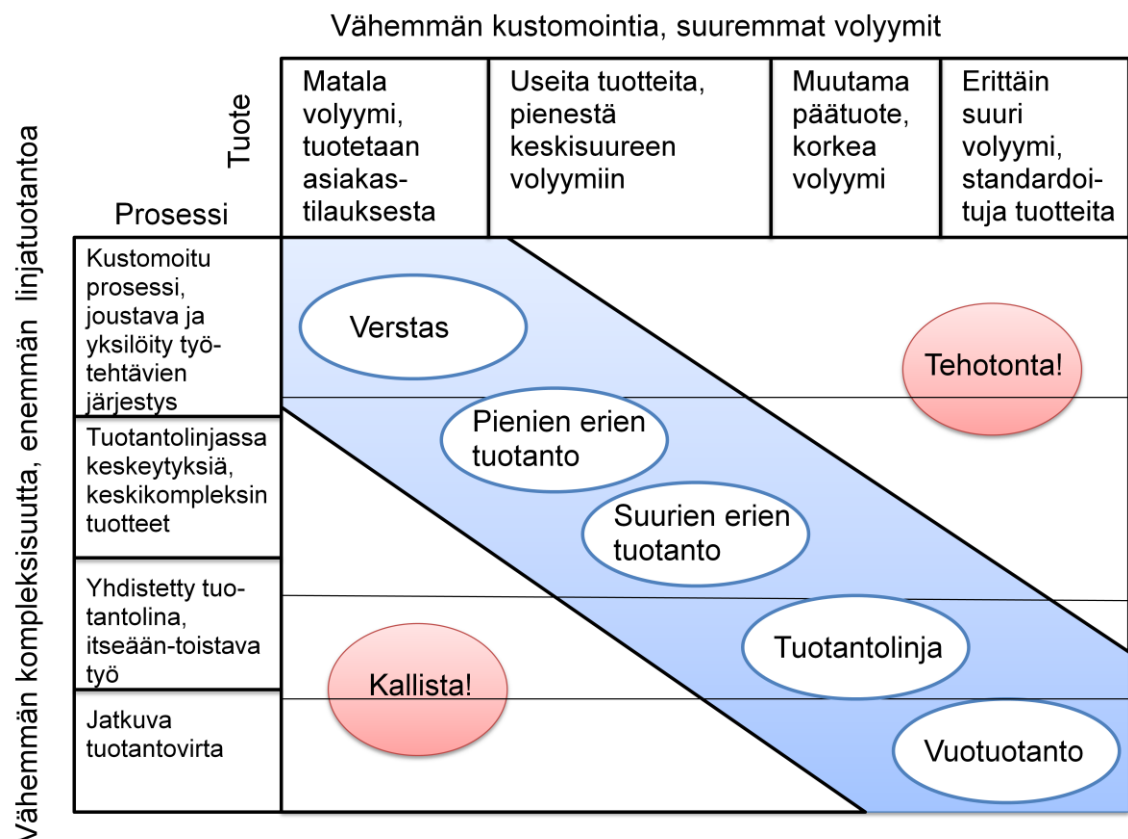 Vähemmän kustomointia, suuremmat volyymit
Vähemmän kompleksisuutta, enemmän linjatuotantoa
Tuote
Prosessi
Matala
volyymi,
tuotetaan
asiakas-
tilauksesta
Useita tuotteita,
pienestä
keskisuureen
volyymiin
Muutama
päätuote,
korkea
volyymi
Erittäin
suuri
volyymi,
standardoi-
tuja tuotteita
Kustomoitu
prosessi,
joustava ja
yksilöity työ-
tehtävien
järjestys
Verstas
Tehotonta!
Tuotantolinjassa
keskeytyksiä,
keskikompleksin
tuotteet
Pienien erien
tuotanto
Suurien erien
tuotanto
Yhdistetty tuo-
tantolina,
itseään-toistava
työ
Tuotantolinja
Kallista!
Jatkuva
tuotantovirta
Vuotuotanto